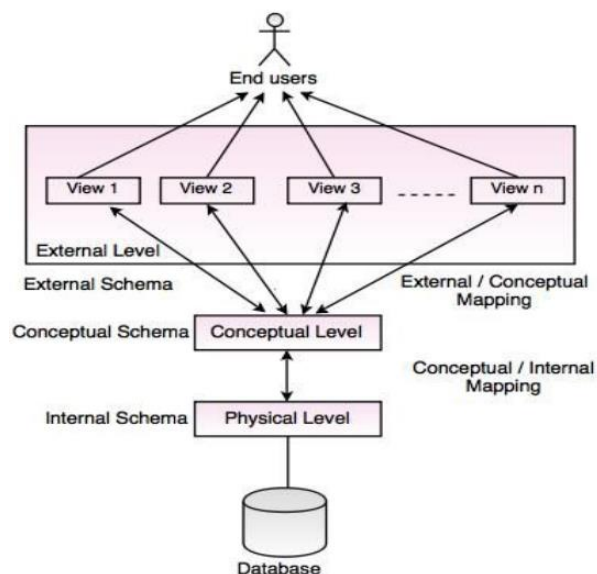 End users
View 1
View 2
View 3
View n
External Level
External Schema
External / Conceptual
Mapping
Conceptual Schema
Conceptual Level
Conceptual / Internal
Mapping
Internal Schema
Physical Level
Database